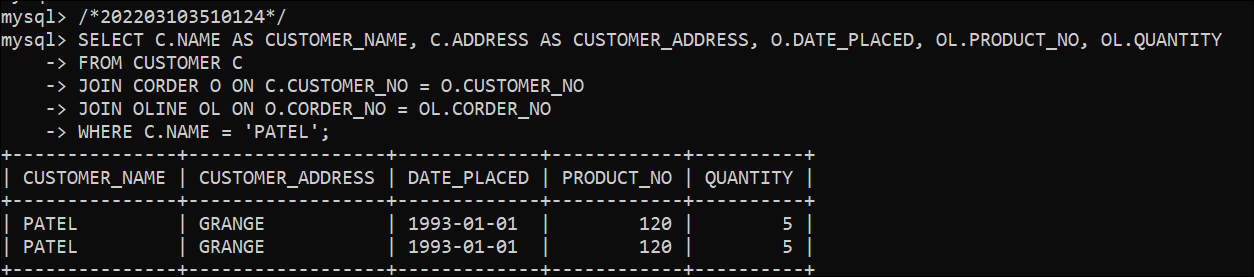 mysql> /*202203103510124*/
mysql> SELECT C.NAME AS CUSTOMER_NAME, C.ADDRESS AS CUSTOMER_ADDRESS, O.DATE_PLACED, OL.PRODUCT_NO, OL.QUANTITY
    -> FROM CUSTOMER C
    -> JOIN CORDER O ON C.CUSTOMER_NO = O.CUSTOMER_NO
    -> JOIN OLINE OL ON O.CORDER_NO = OL.CORDER_NO
    -> WHERE C.NAME = 'PATEL';
+---------------+------------------+-------------+------------+----------+
| CUSTOMER_NAME | CUSTOMER_ADDRESS | DATE_PLACED | PRODUCT_NO | QUANTITY |
+---------------+------------------+-------------+------------+----------+
| PATEL         | GRANGE           | 1993-01-01  |        120 |        5 |
| PATEL         | GRANGE           | 1993-01-01  |        120 |        5 |
+---------------+------------------+-------------+------------+----------+